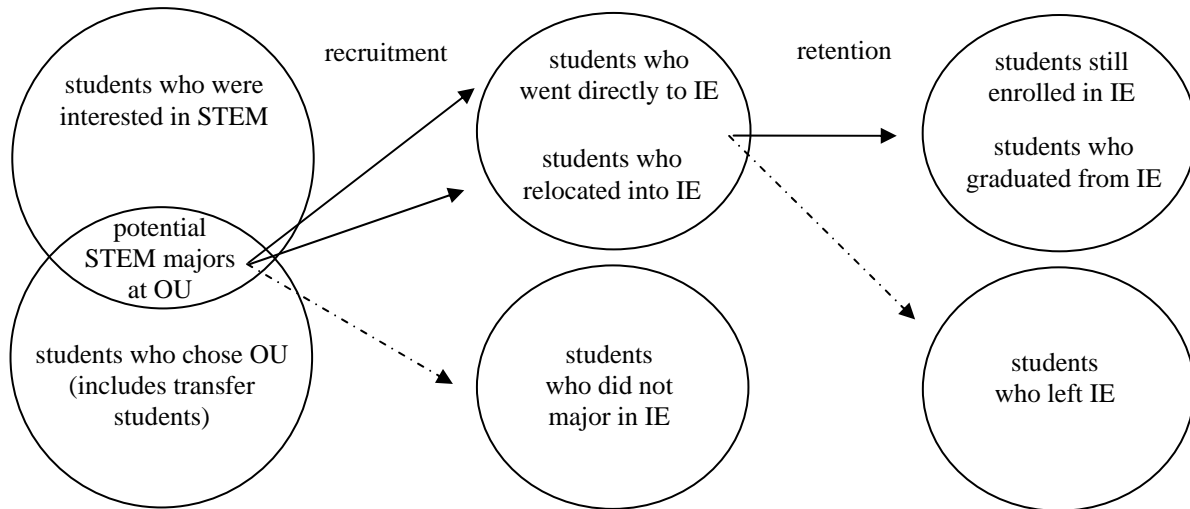 students who were
interested in STEM
potential
STEM majors
at OU
students who chose OU
(includes transfer
students)
recruitment
students who
went directly to IE
students who
relocated into IE
students
who did not
major in IE
retention
students still
enrolled in IE
students who
graduated from IE
students
who left IE